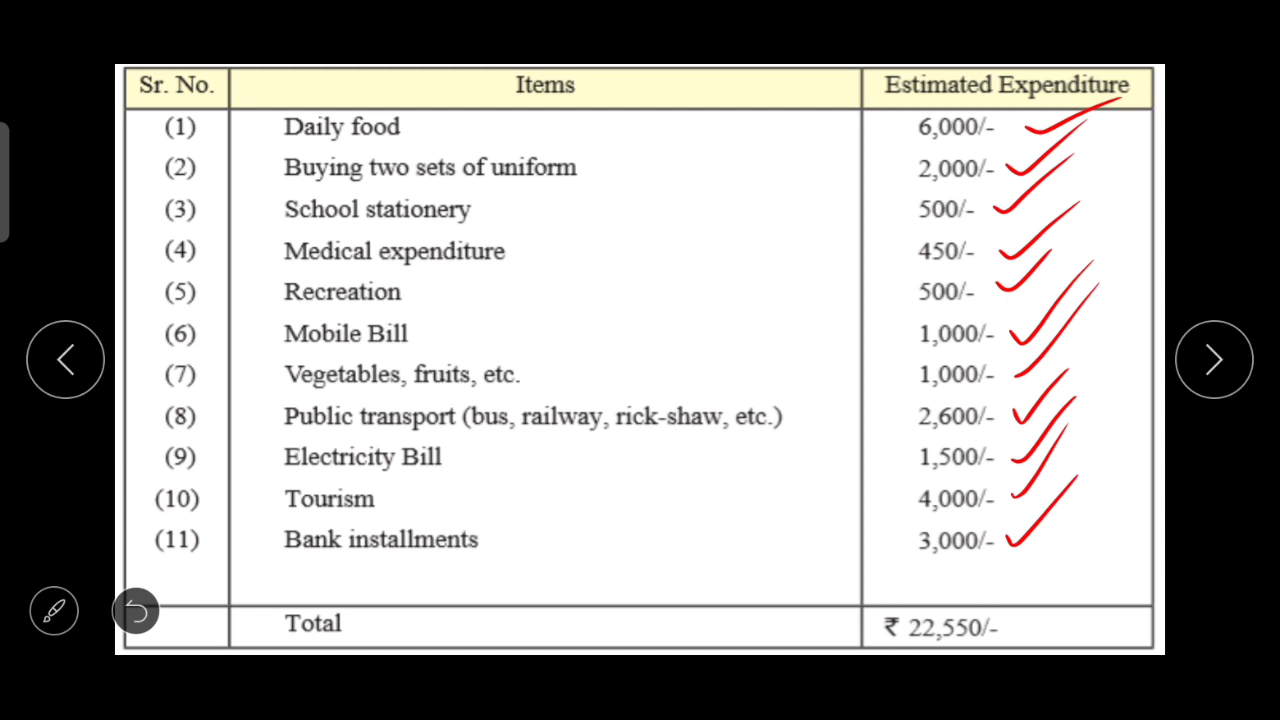 Sr. No. Items Estimated Expenditure
(1) Daily food 6,000/-
(2) Buying two sets of uniform 2,000/-
(3) School stationery 500/-
(4) Medical expenditure 450/-
(5) Recreation 500/-
(6) Mobile Bill 1,000/-
(7) Vegetables, fruits, etc. 1,000/-
(8) Public transport (bus, railway, rick-shaw, etc.) 2,600/-
(9) Electricity Bill 1,500/-
(10) Tourism 4,000/-
(11) Bank installments 3,000/-
Total ₹ 22,550/-